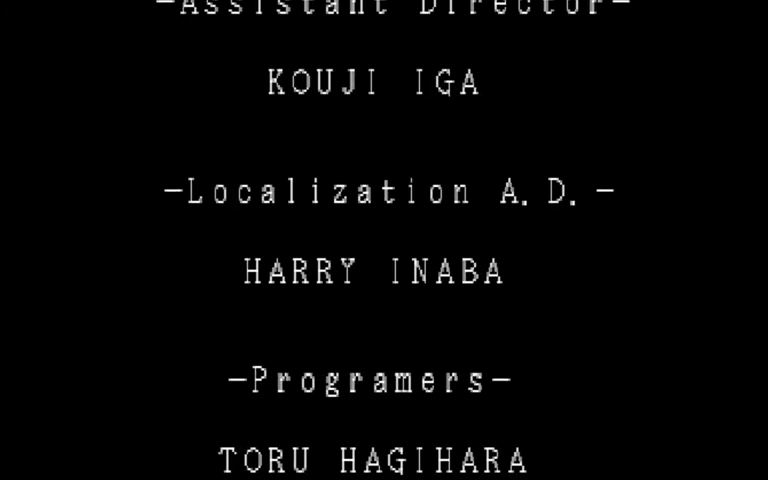 -Assistant Director-
KOUJI IGA
-Localization A.D.-
HARRY INABA
-Programers-
TORU HAGIHARA